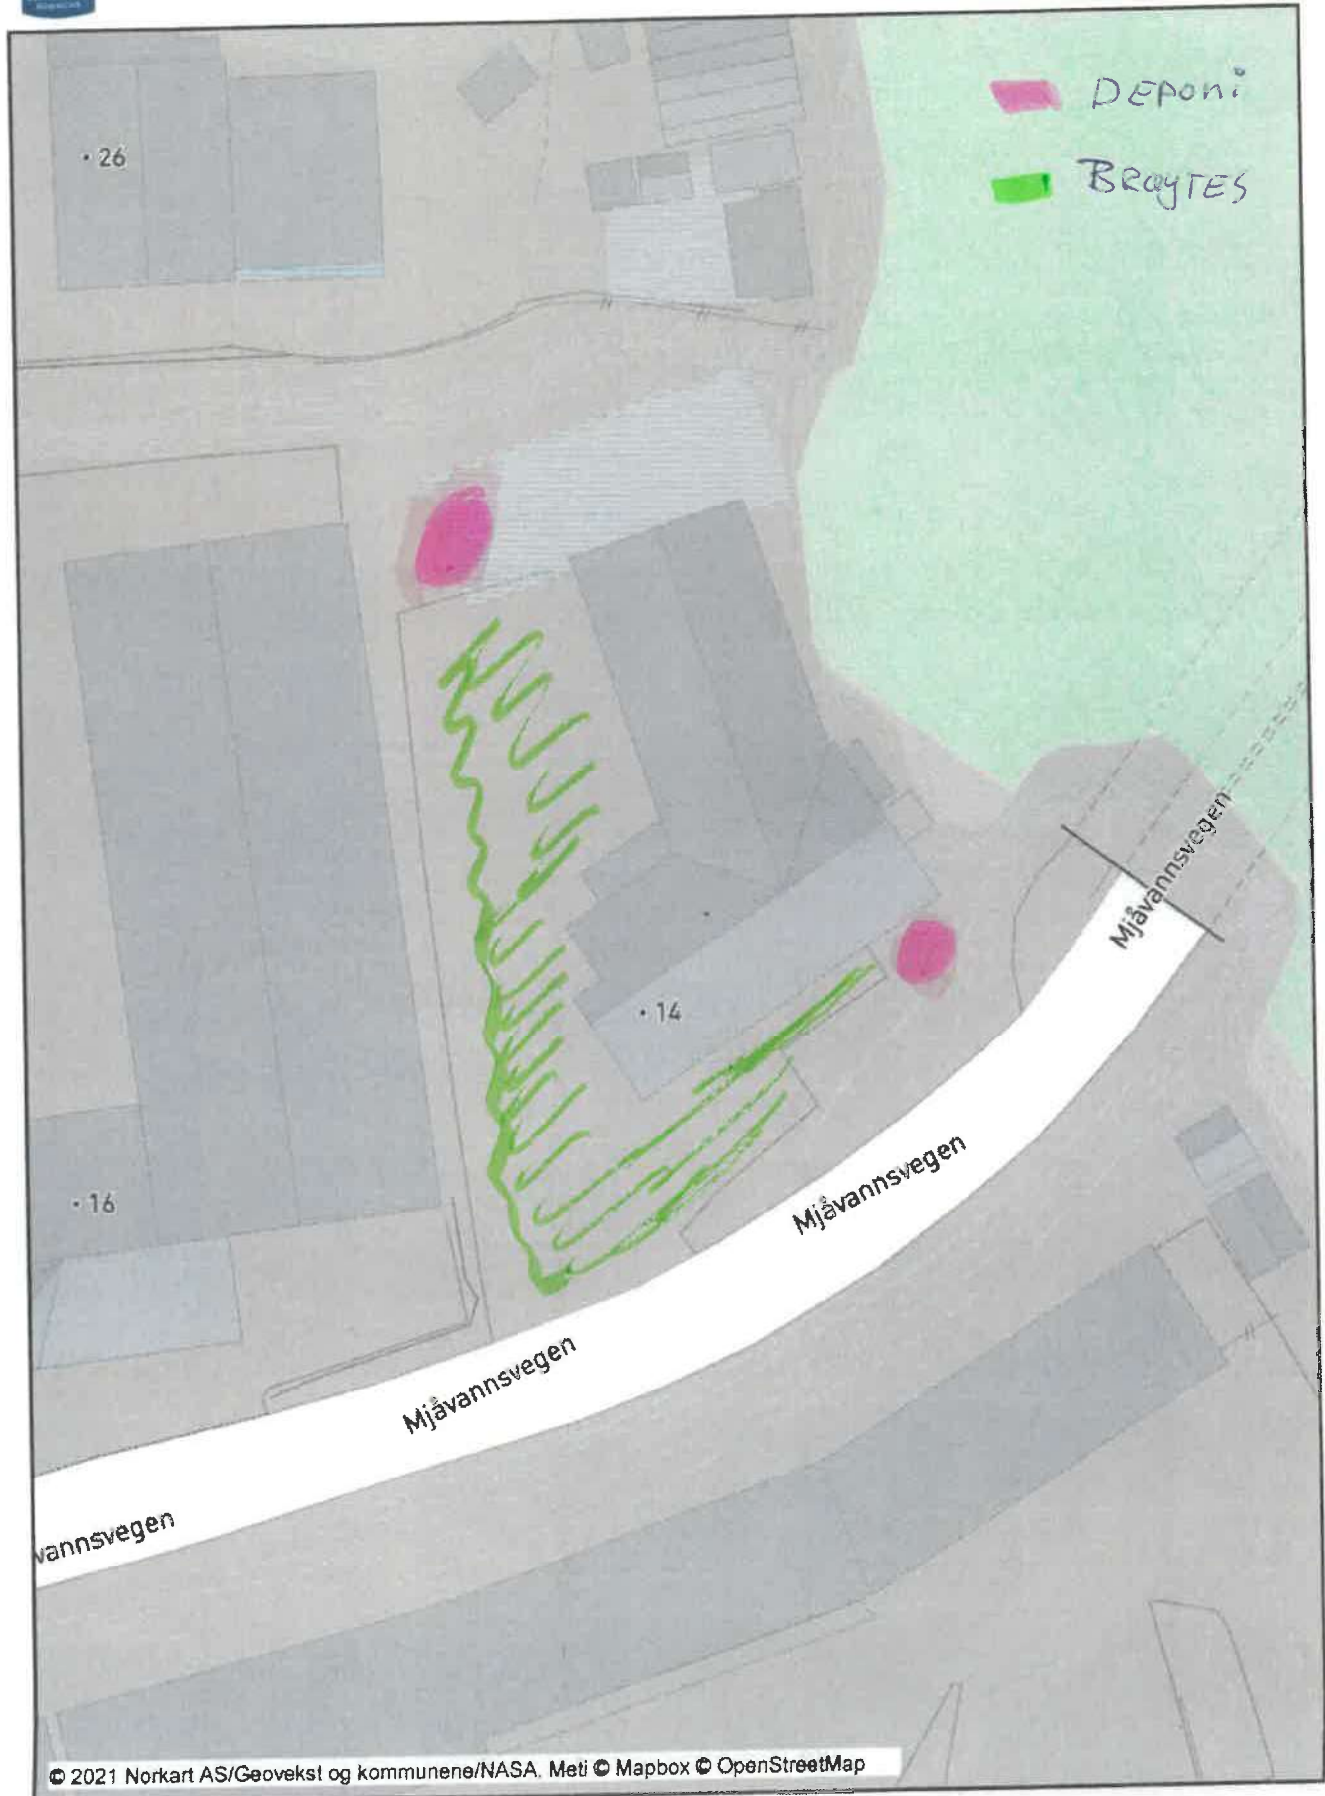 DEPONi
BRØYTES
• 26
Mjåvannsvegen
• 14
Mjåvannsvegen
• 16
Mjåvannsvegen
vannsvegen
© 2021 Norkart AS/Geovekst og kommunene/NASA, Meti © Mapbox © OpenStreetMap